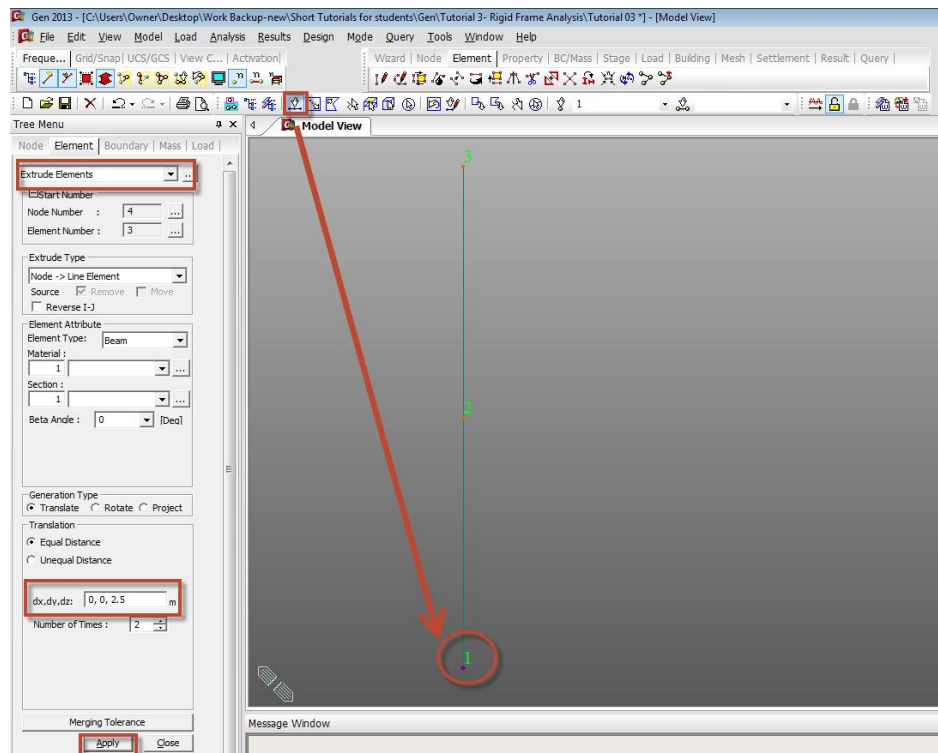 Gen 2013 - [C:\Users\Owner\Desktop\Work Backup-new\Short Tutorials for students\Gen\Tutorial 3- Rigid Frame Analysis\Tutorial 03 *] - [Model View]
File Edit View Model Load Analysis Results Design Mode Query Tools Window Help
Freque... | Grid/Snap | UCS/GCS | View C... | Activation |
Wizard | Node Element | Property | BC/Mass | Stage | Load | Building | Mesh | Settlement | Result | Query |
1
Tree Menu
Model View
Node Element | Boundary | Mass | Load |
Extrude Elements ...
Start Number
Node Number : 4 ...
Element Number : 3 ...
Extrude Type
Node -> Line Element
Source Remove Move
Reverse I-J
Element Attribute
Element Type: Beam
Material :
1 ...
Section :
1 ...
Beta Angle : 0 [Deg]
Generation Type
Translate Rotate Project
Translation
Equal Distance
Unequal Distance
dx,dy,dz: 0, 0, 2.5 m
Number of Times : 2
Merging Tolerance
Apply Close
3
2
1
Message Window